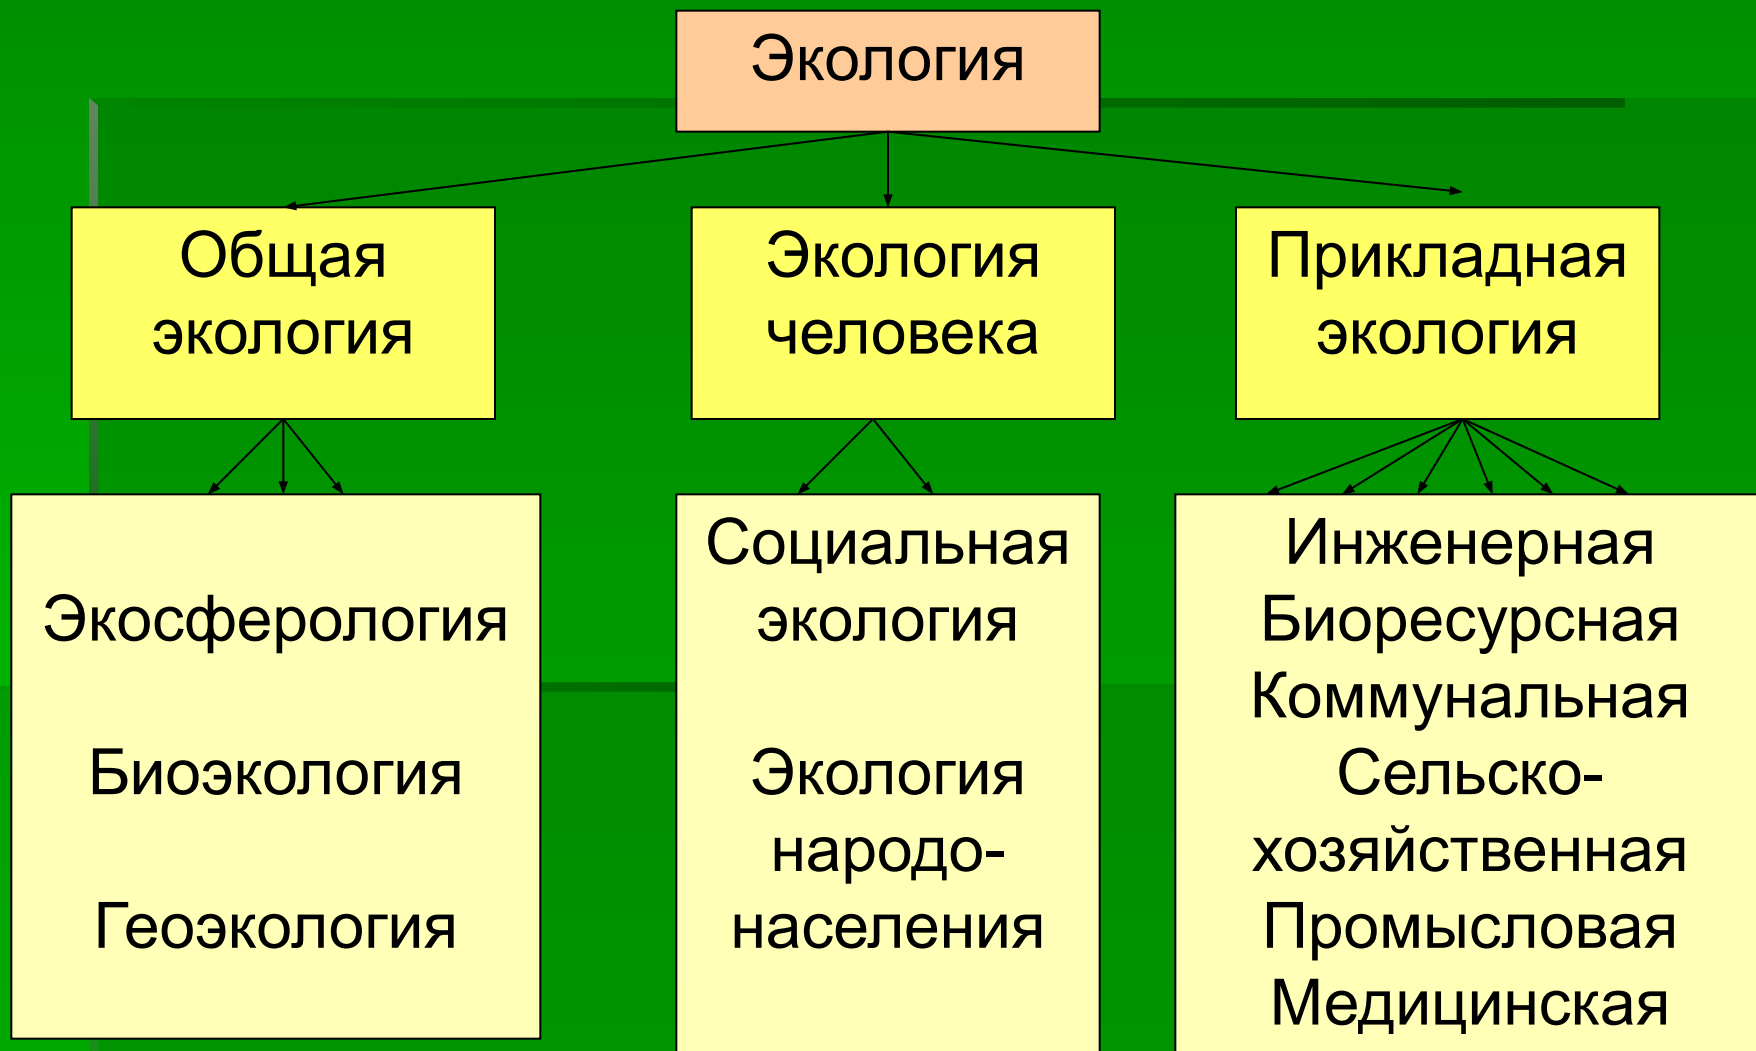 Экология
Общая
экология
Экология
человека
Прикладная
экология
Экосферология
Биоэкология
Геоэкология
Социальная
экология
Экология
народо-
населения
Инженерная
Биоресурсная
Коммунальная
Сельско-
хозяйственная
Промысловая
Медицинская